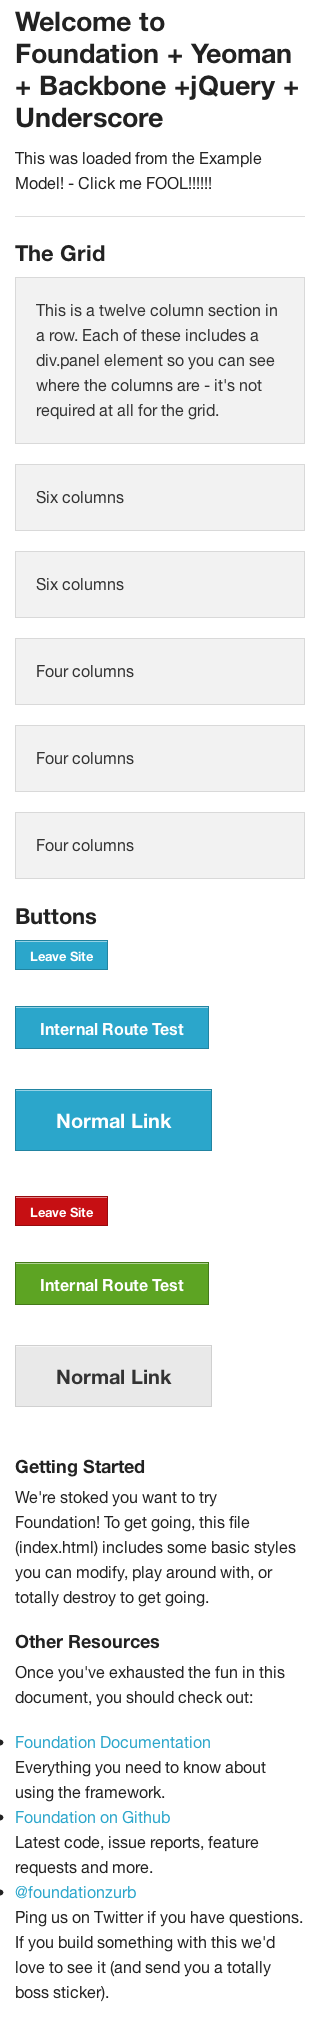 Welcome to
Foundation + Yeoman
+ Backbone +jQuery +
Underscore
This was loaded from the Example
Model! - Click me FOOL!!!!!!
The Grid
This is a twelve column section in
a row. Each of these includes a
div.panel element so you can see
where the columns are - it's not
required at all for the grid.
Six columns
Six columns
Four columns
Four columns
Four columns
Buttons
Leave Site
Internal Route Test
Normal Link
Leave Site
Internal Route Test
Normal Link
Getting Started
We're stoked you want to try
Foundation! To get going, this file
(index.html) includes some basic styles
you can modify, play around with, or
totally destroy to get going.
Other Resources
Once you've exhausted the fun in this
document, you should check out:
Foundation Documentation
Everything you need to know about
using the framework.
Foundation on Github
Latest code, issue reports, feature
requests and more.
@foundationzurb
Ping us on Twitter if you have questions.
If you build something with this we'd
love to see it (and send you a totally
boss sticker).